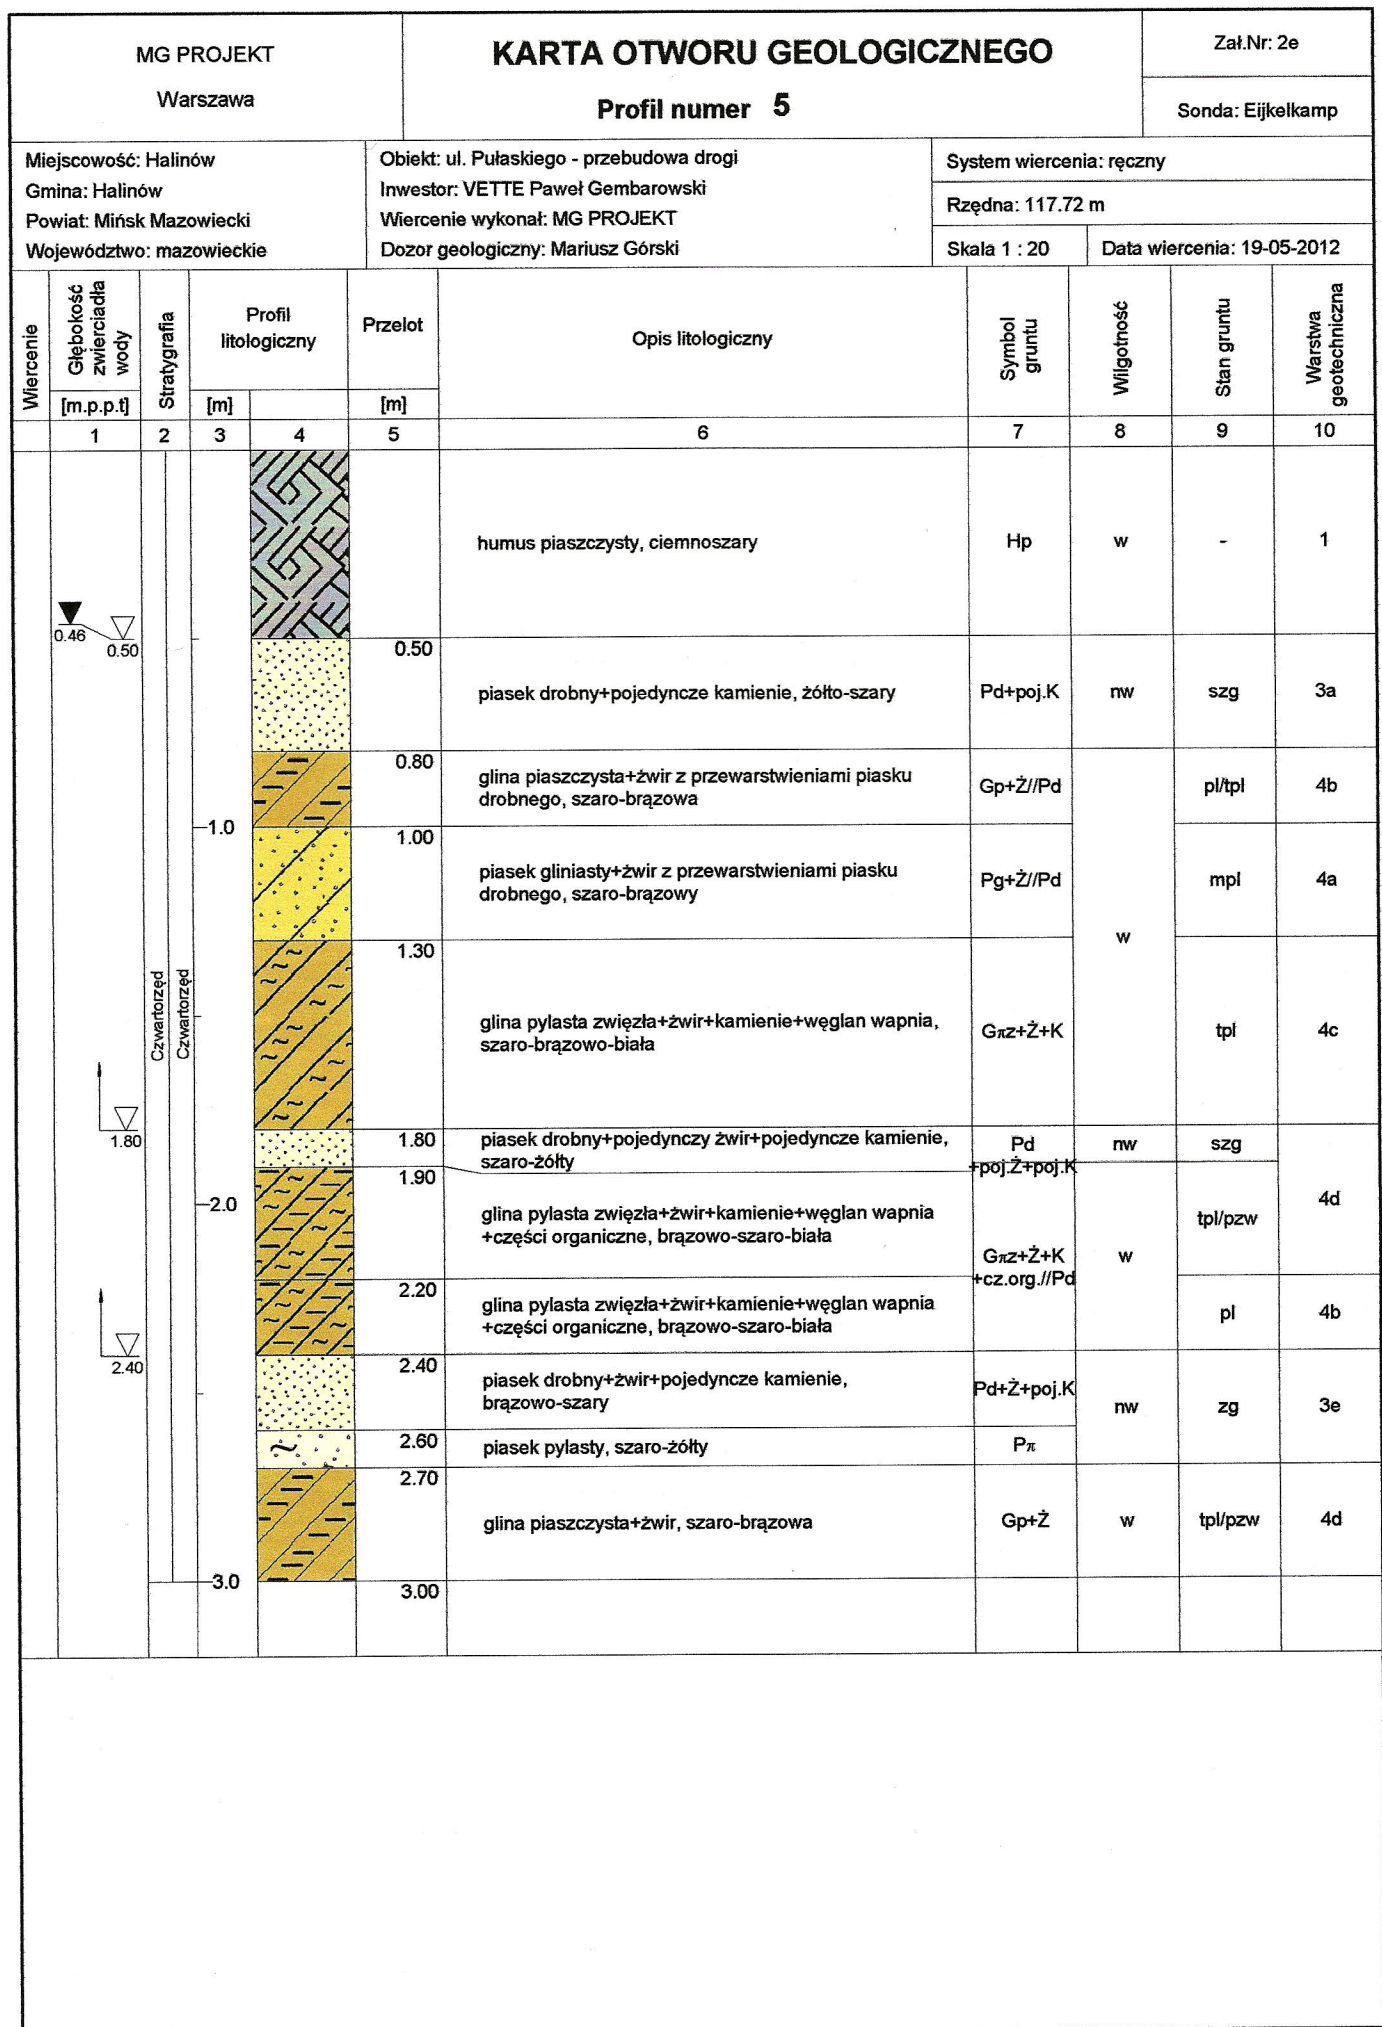 MG PROJEKT
Warszawa
KARTA OTWORU GEOLOGICZNEGO
Profil numer 5
Zał.Nr: 2e
Sonda: Eijkelkamp
Miejscowość: Halinów
Gmina: Halinów
Powiat: Mińsk Mazowiecki
Województwo: mazowieckie
Obiekt: ul. Pułaskiego - przebudowa drogi
Inwestor: VETTE Paweł Gembarowski
Wiercenie wykonał: MG PROJEKT
Dozor geologiczny: Mariusz Górski
System wiercenia: ręczny
Rzędna: 117.72 m
Skala 1 : 20
Data wiercenia: 19-05-2012
Wiercenie
Głębokość
zwierciadła
wody
[m.p.p.t]
Stratygrafia
Profil
litologiczny
[m]
Przelot
[m]
Opis litologiczny
Symbol
gruntu
Wilgotność
Stan gruntu
Warstwa
geotechniczna
1 2 3 4 5 6 7 8 9 10
humus piaszczysty, ciemnoszary Hp w - 1
0.46
0.50
0.50
piasek drobny+pojedyncze kamienie, żółto-szary Pd+poj.K nw szg 3a
0.80
glina piaszczysta+żwir z przewarstwieniami piasku
drobnego, szaro-brązowa
Gp+Ż//Pd pl/tpl 4b
1.0
1.00
piasek gliniasty+żwir z przewarstwieniami piasku
drobnego, szaro-brązowy
Pg+Ż//Pd mpl 4a
w
1.30
Czwartorzęd
Czwartorzęd
glina pylasta zwięzła+żwir+kamienie+węglan wapnia,
szaro-brązowo-biała
Gπz+Ż+K tpl 4c
1.80
1.80
piasek drobny+pojedynczy żwir+pojedyncze kamienie,
szaro-żółty
Pd
+poj.Ż+poj.K
nw szg
1.90
2.0
glina pylasta zwięzła+żwir+kamienie+węglan wapnia
+części organiczne, brązowo-szaro-biała
tpl/pzw 4d
Gπz+Ż+K
+cz.org.//Pd
w
2.20
glina pylasta zwięzła+żwir+kamienie+węglan wapnia
+części organiczne, brązowo-szaro-biała
pl 4b
2.40
2.40
piasek drobny+żwir+pojedyncze kamienie,
brązowo-szary
Pd+Ż+poj.K
nw zg 3e
2.60
piasek pylasty, szaro-żółty Pπ
2.70
glina piaszczysta+żwir, szaro-brązowa Gp+Ż w tpl/pzw 4d
3.0
3.00